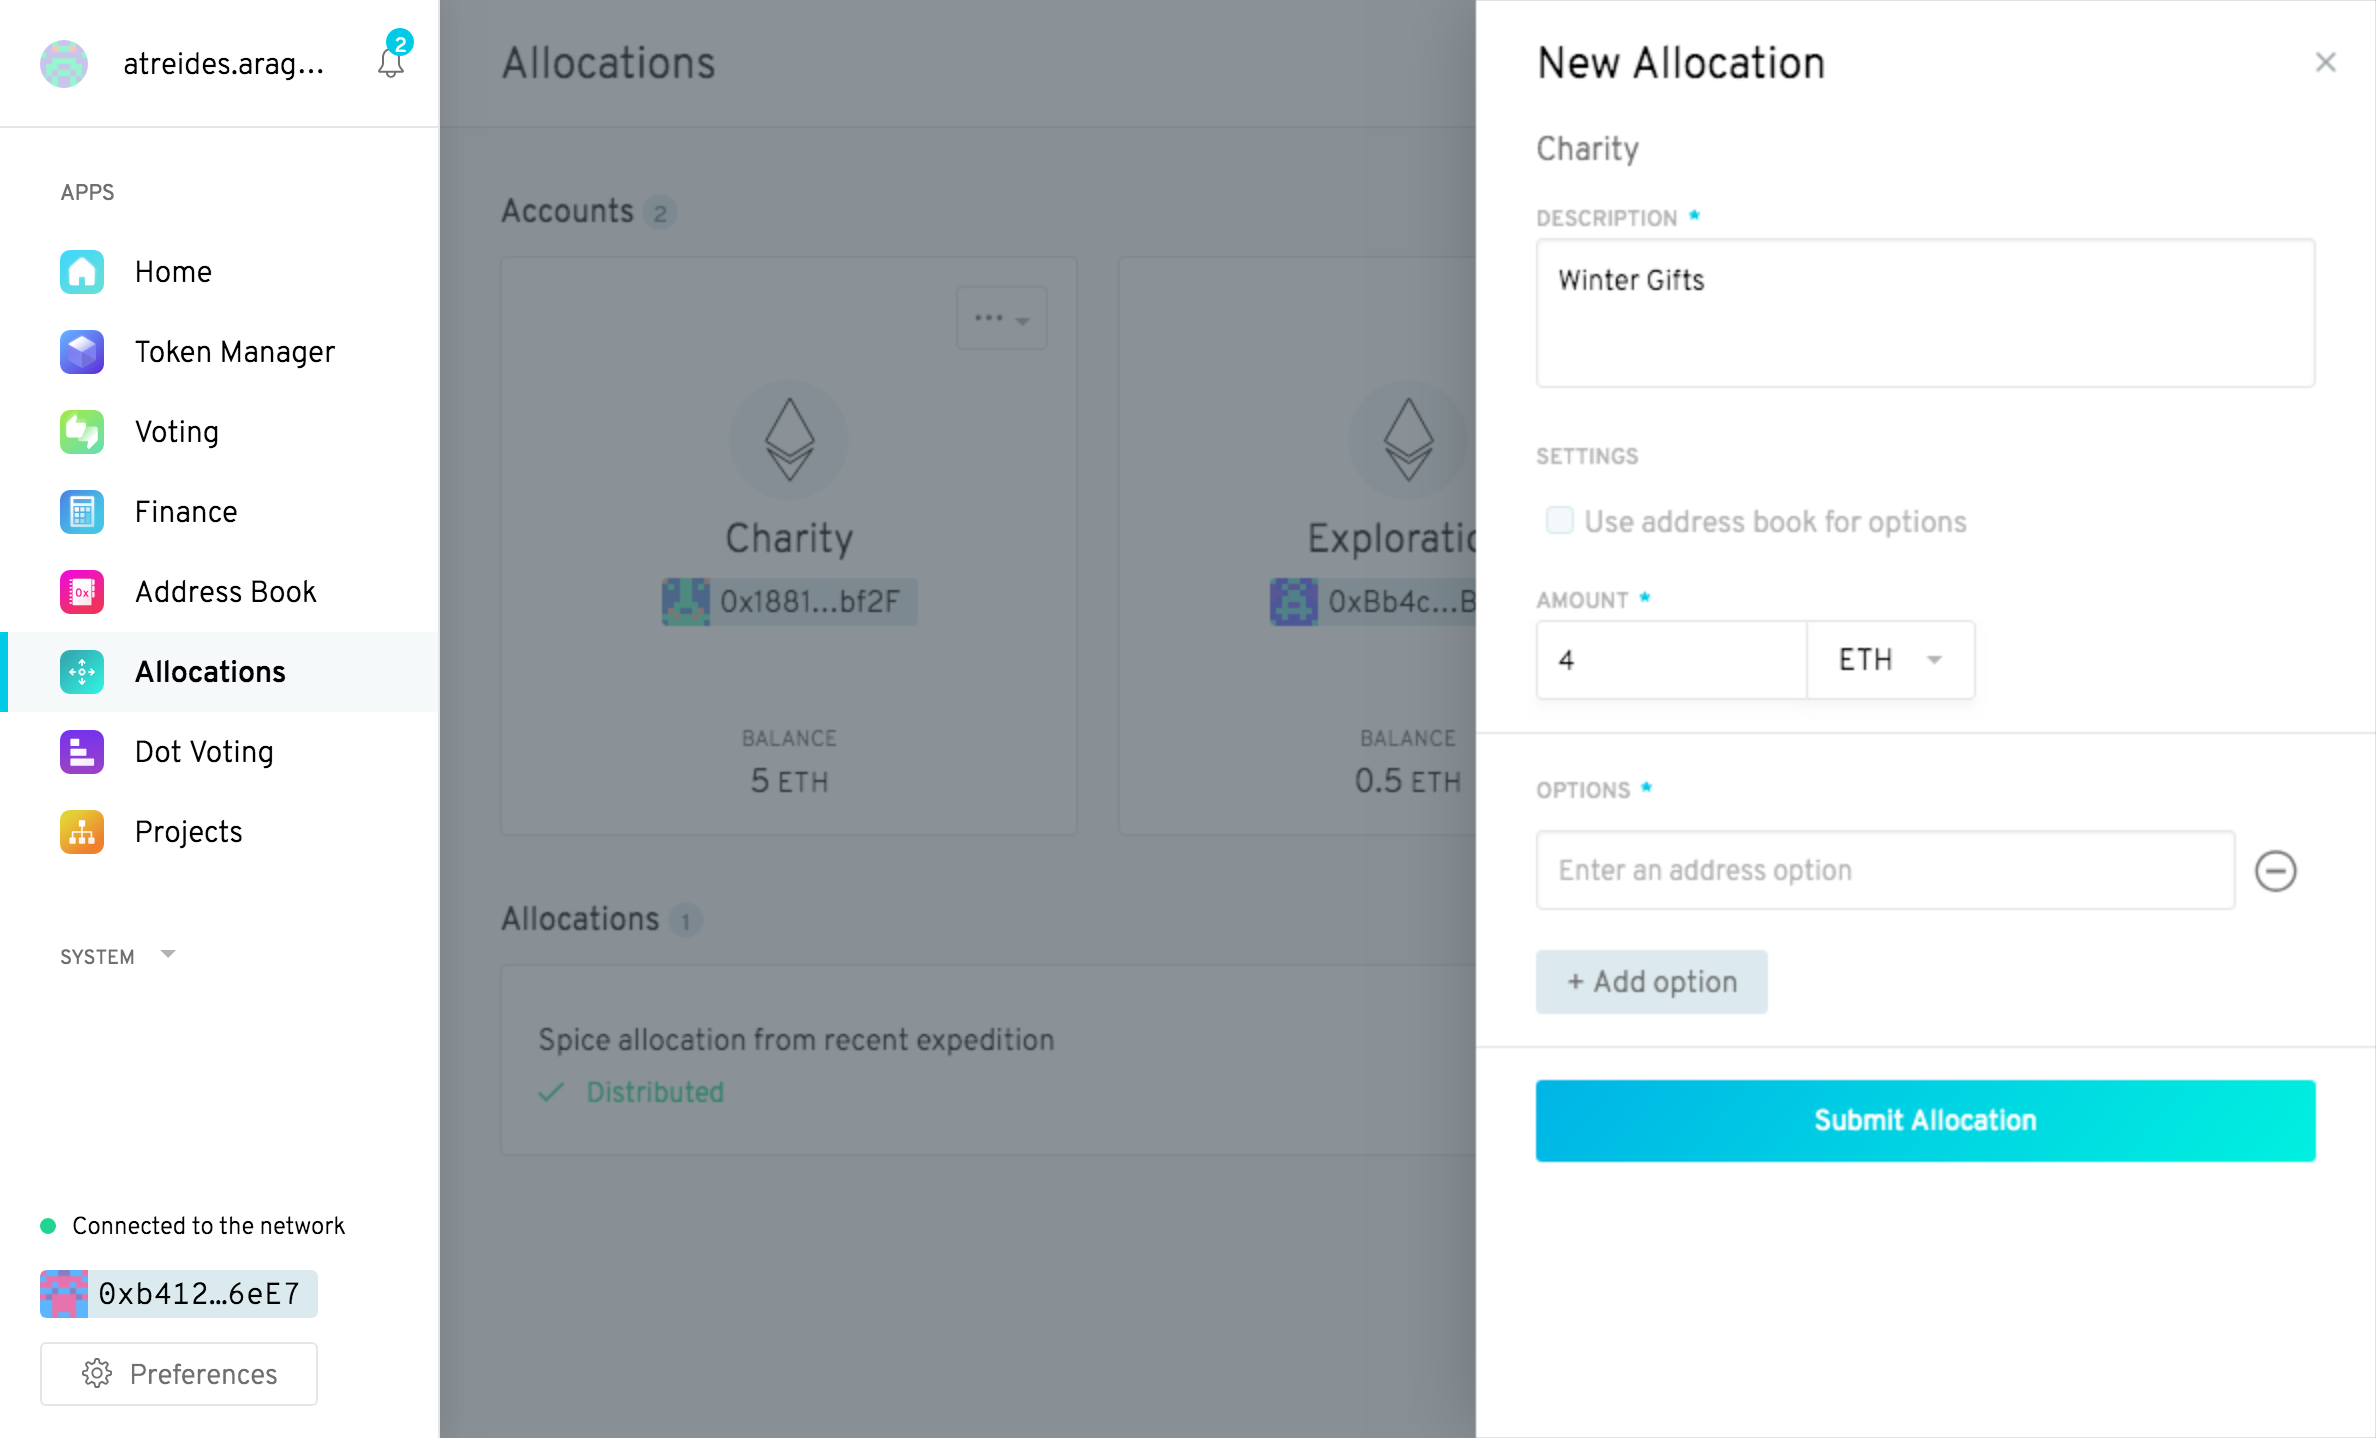 atreides.arag...
2
APPS
Home
Token Manager
Voting
Finance
0x
Address Book
Allocations
Dot Voting
Projects
SYSTEM
Connected to the network
0xb412…6eE7
Preferences
Allocations
Accounts 2
Charity
0x1881...bf2F
BALANCE
5 ETH
Exploratio
0xBb4c...B
BALANCE
0.5 ETH
Allocations 1
Spice allocation from recent expedition
Distributed
New Allocation
Charity
DESCRIPTION *
Winter Gifts
SETTINGS
Use address book for options
AMOUNT *
4
ETH
OPTIONS *
Enter an address option
+ Add option
Submit Allocation